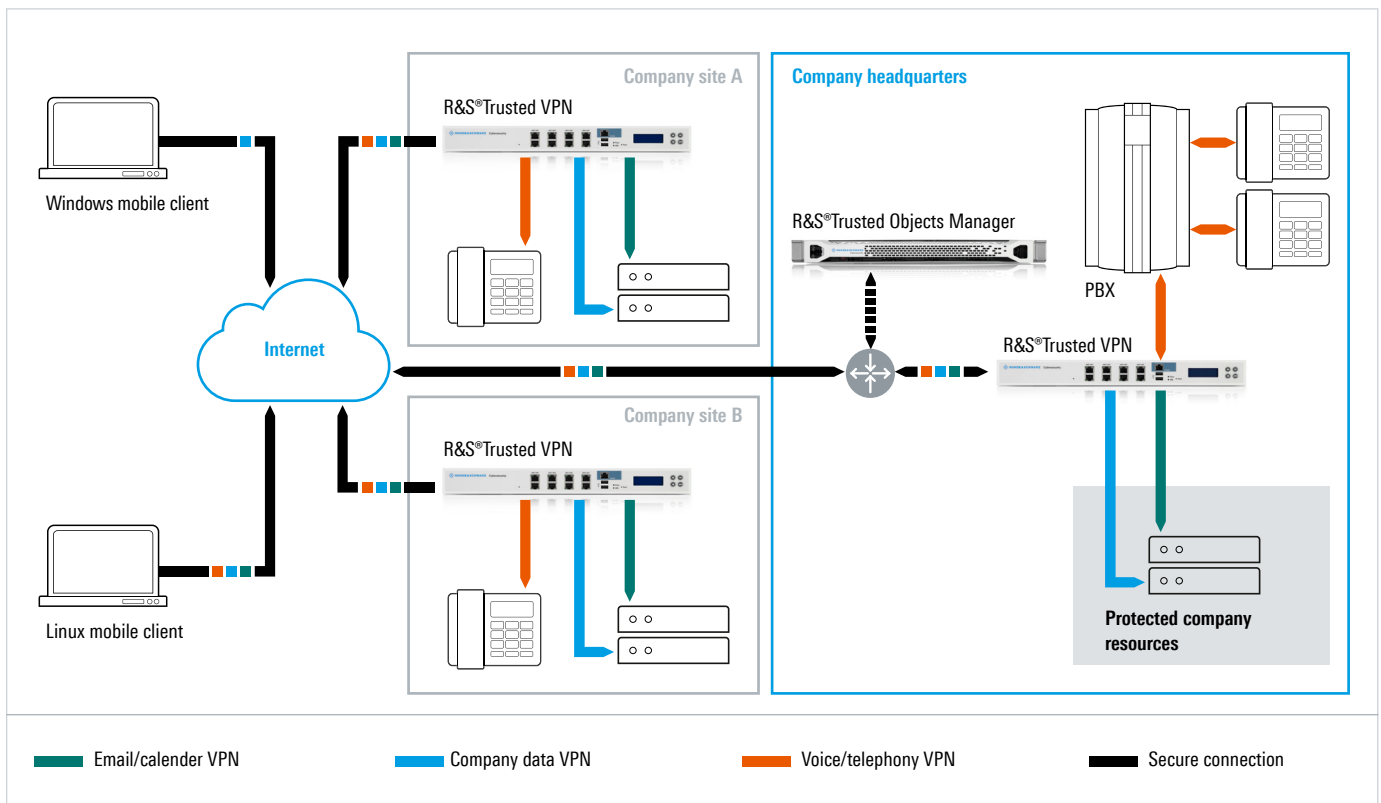 Company site A
Company headquarters
R&S®Trusted VPN
Windows mobile client
R&S®Trusted Objects Manager
PBX
Internet
R&S®Trusted VPN
Company site B
R&S®Trusted VPN
Linux mobile client
Protected company
resources
Email/calender VPN
Company data VPN
Voice/telephony VPN
Secure connection